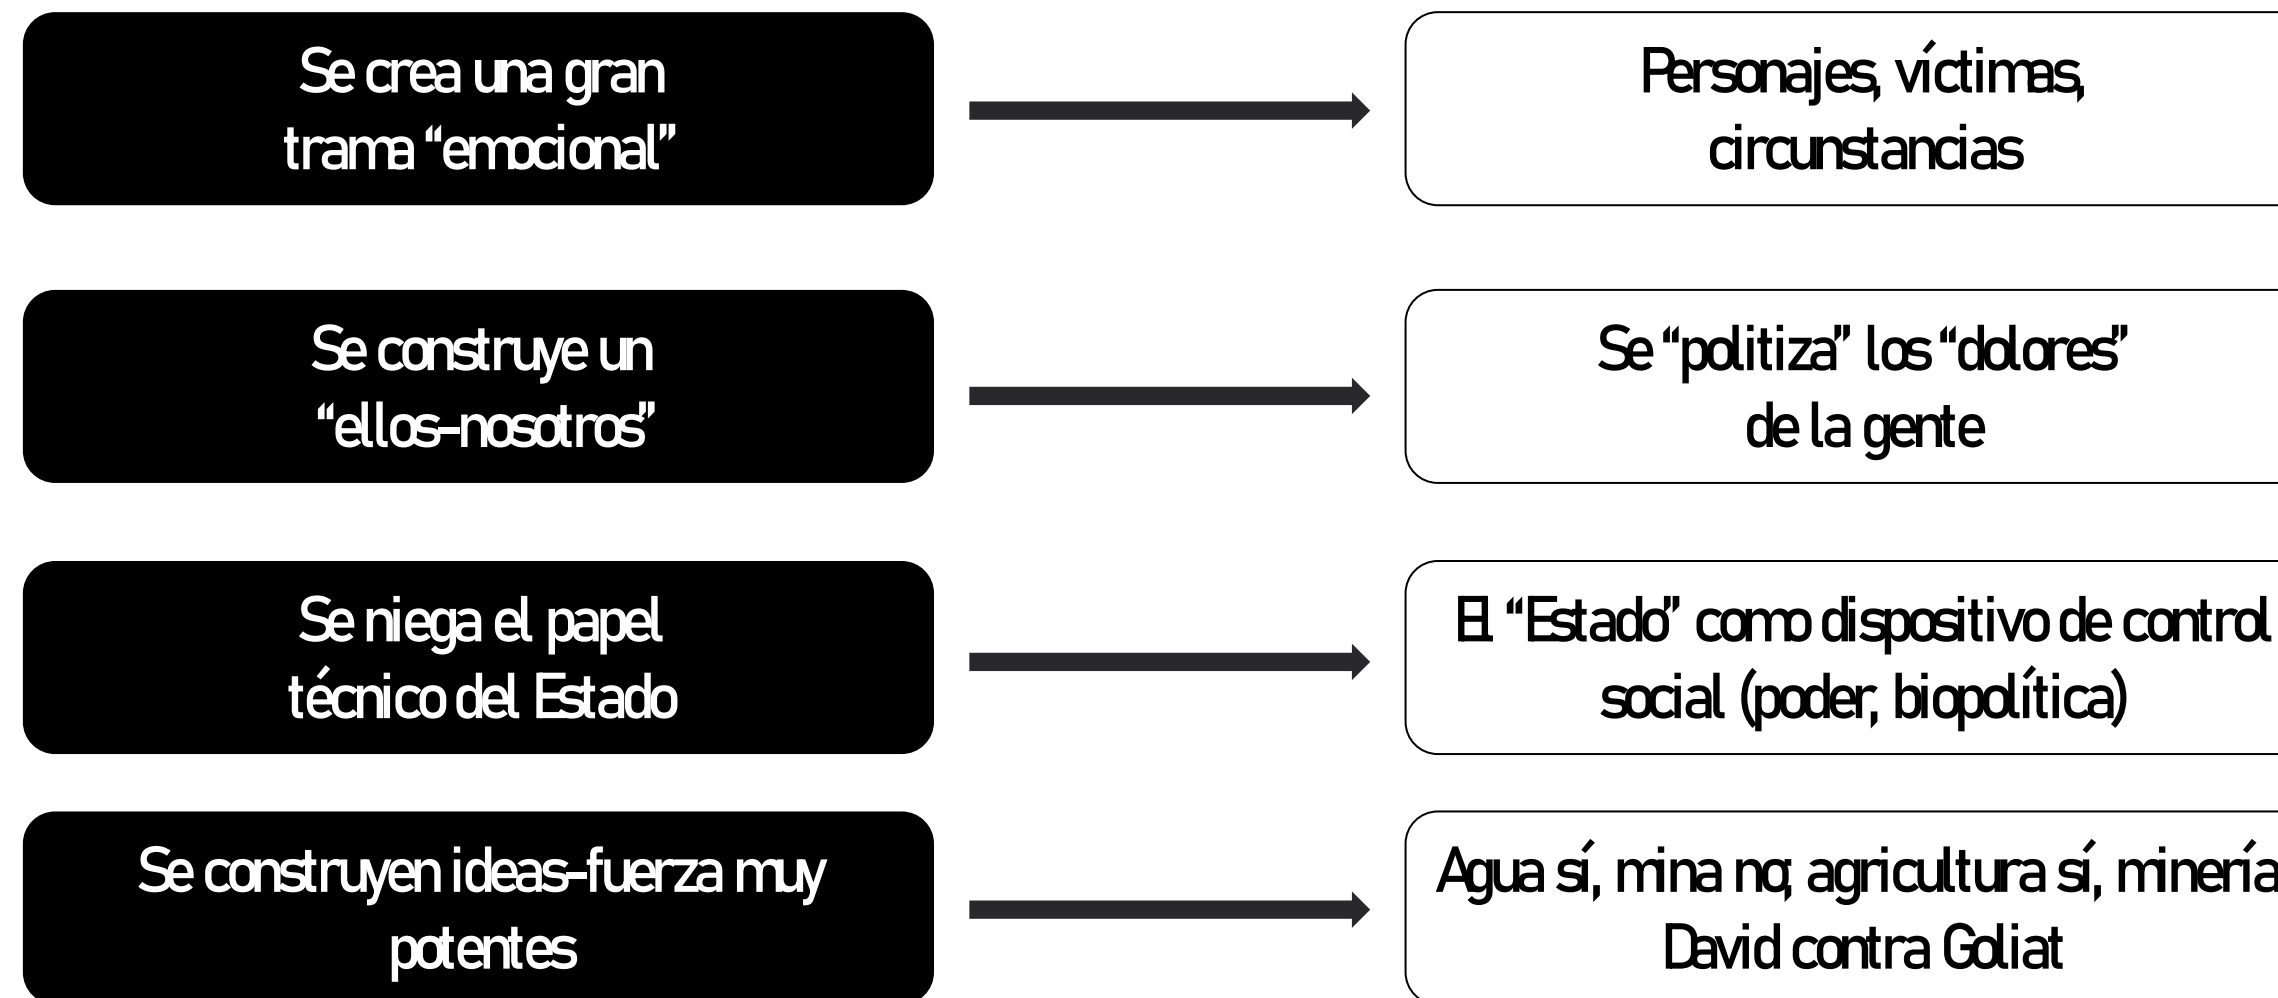 Se crea una gran
trama “emocional”
Personajes, víctimas,
circunstancias
Se construye un
“ellos-nosotros”
Se “politiza” los “dolores”
de la gente
Se niega el papel
técnico del Estado
El “Estado” como dispositivo de control
social (poder, biopolítica)
Se construyen ideas-fuerza muy
potentes
Agua sí, mina no; agricultura sí, minería
David contra Goliat